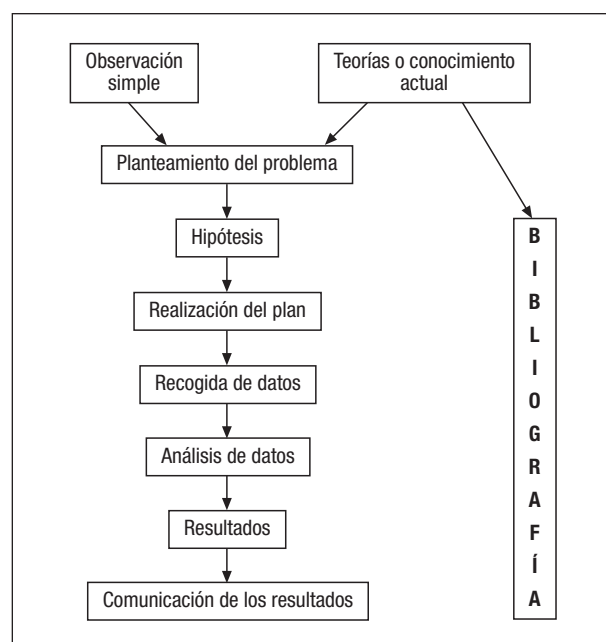 Observación
simple
Teorías o conocimiento
actual
Planteamiento del problema
Hipótesis
Realización del plan
Recogida de datos
Análisis de datos
Resultados
Comunicación de los resultados
B
I
B
L
I
O
G
R
A
F
Í
A